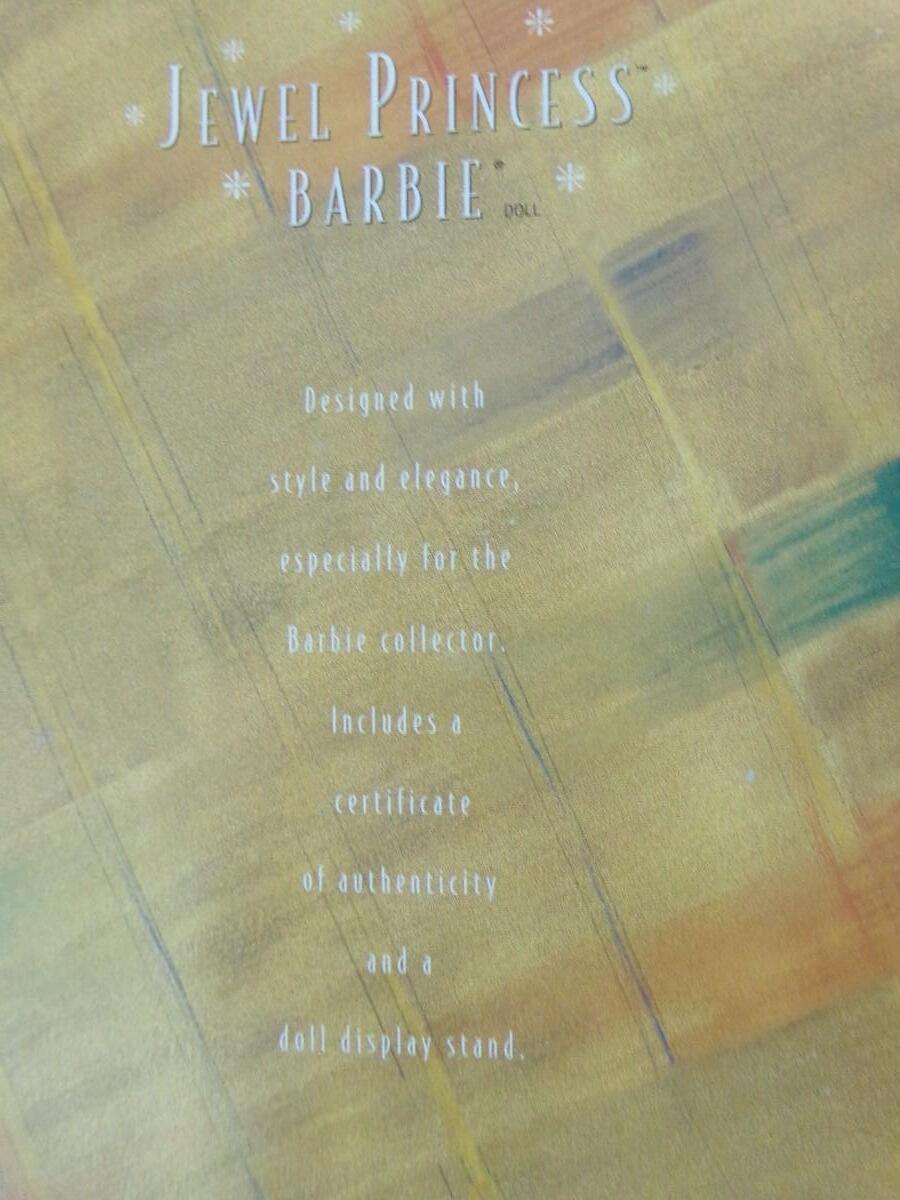 JEWEL PRINCESS™
BARBIE®
DOLL
Designed with
style and elegance,
especially for the
Barbie collector.
Includes a
certificate
of authenticity
and a
doll display stand.